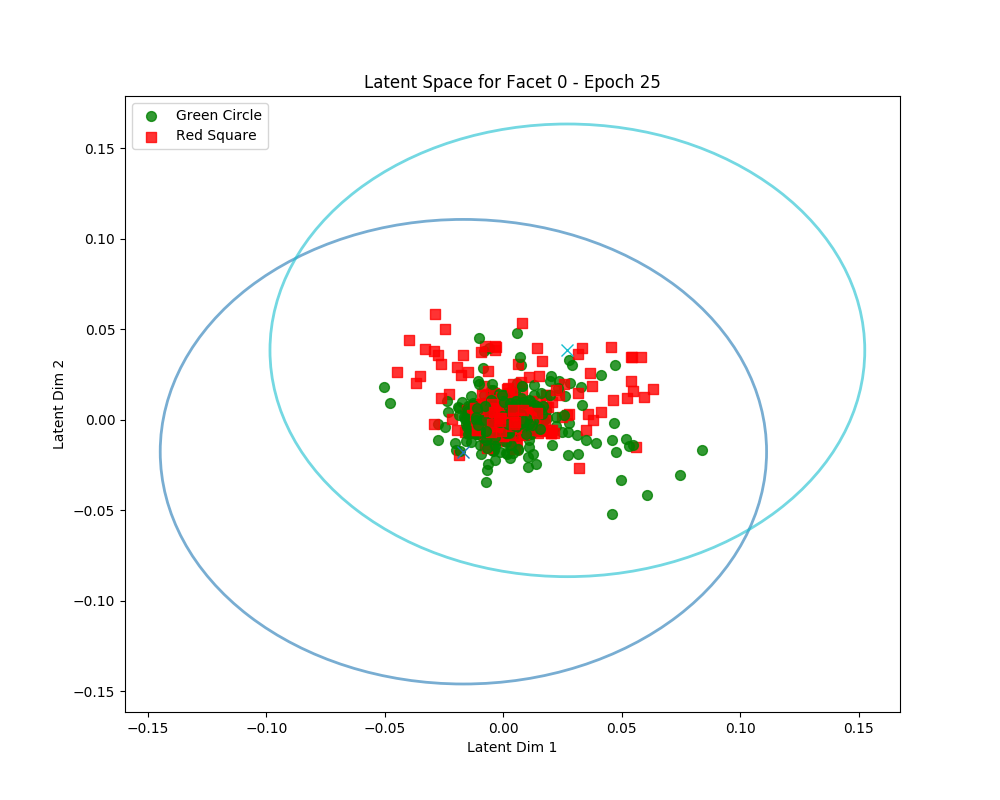 Latent Space for Facet 0 - Epoch 25
Green Circle
Red Square
0.15
0.10
0.05
0.00
−0.05
−0.10
−0.15
Latent Dim 2
−0.15 −0.10 −0.05 0.00 0.05 0.10 0.15
Latent Dim 1